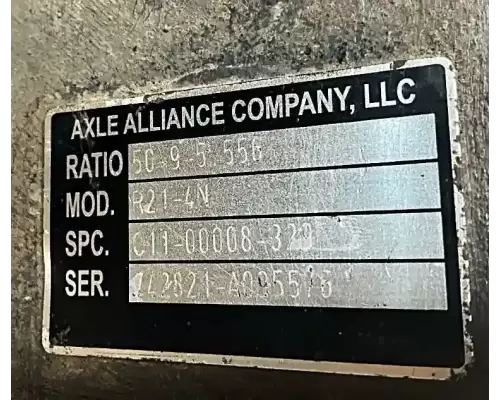 AXLE ALLIANCE COMPANY, LLC
RATIO 50-9-5.556
MOD. R21-4N
SPC. C11-00008-329
SER.